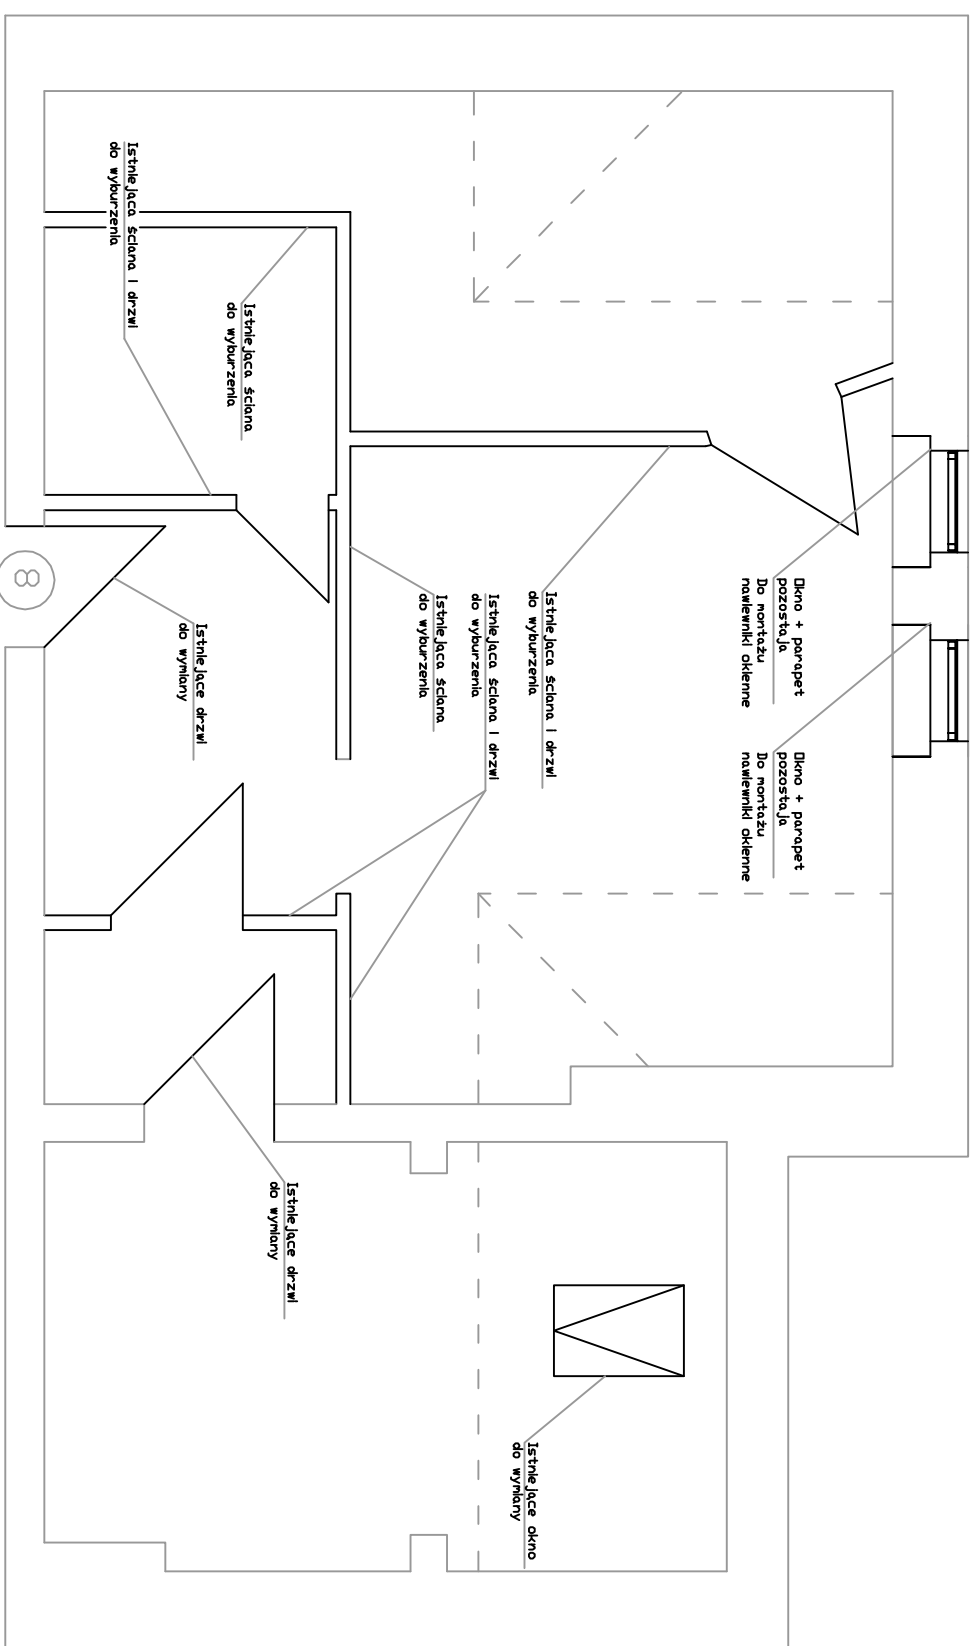 Okno + parapet
pozostają
Do montażu
nawiewniki okienne
Okno + parapet
pozostają
Do montażu
nawiewniki okienne
Istniejąca ściana i drzwi
do wyburzenia
Istniejące okno
do wymiany
Istniejąca ściana i drzwi
do wyburzenia
Istniejąca ściana
do wyburzenia
Istniejące drzwi
do wymiany
Istniejąca ściana
do wyburzenia
Istniejące drzwi
do wymiany
Istniejąca ściana i drzwi
do wyburzenia
8